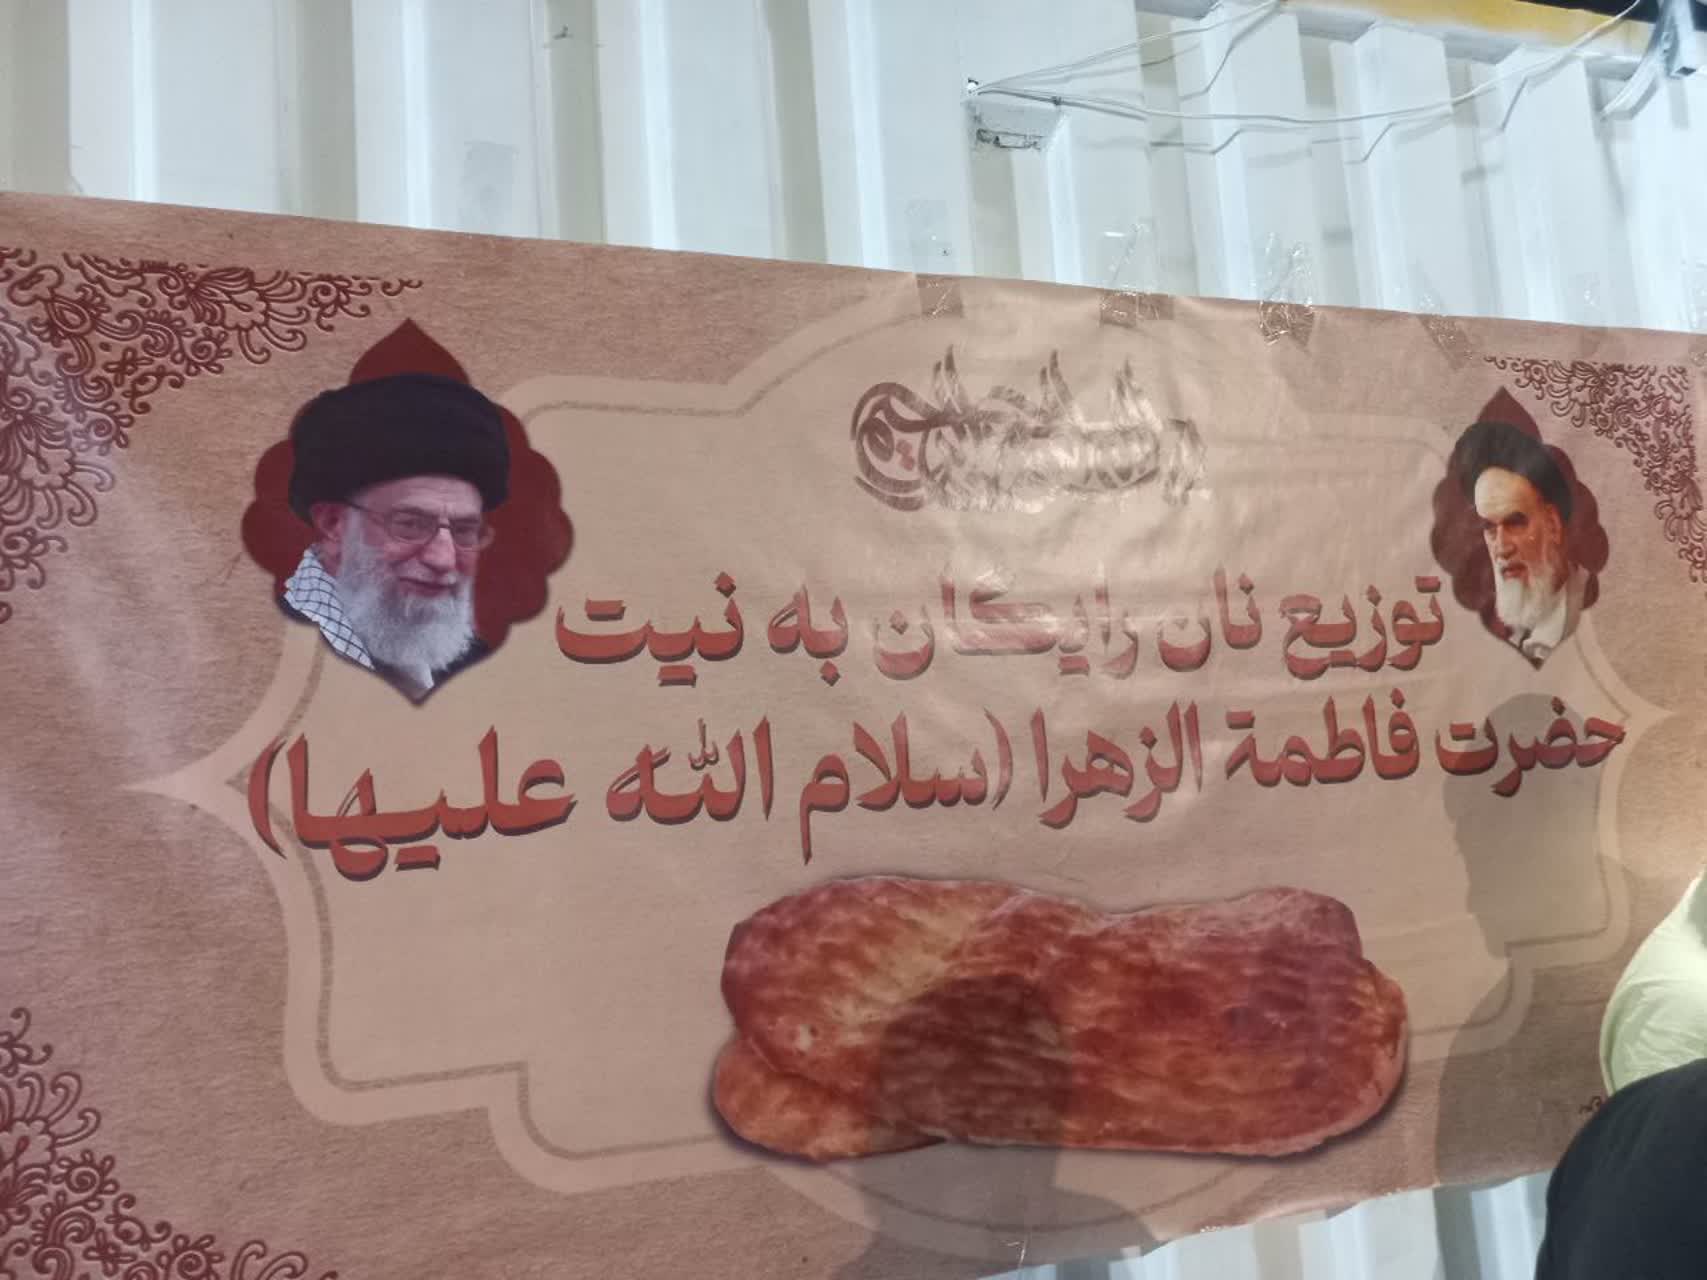 بسم الله الرحمن الرحیم
توزیع نان رایگان به نیت
حضرت فاطمة الزهرا (سلام الله علیها)